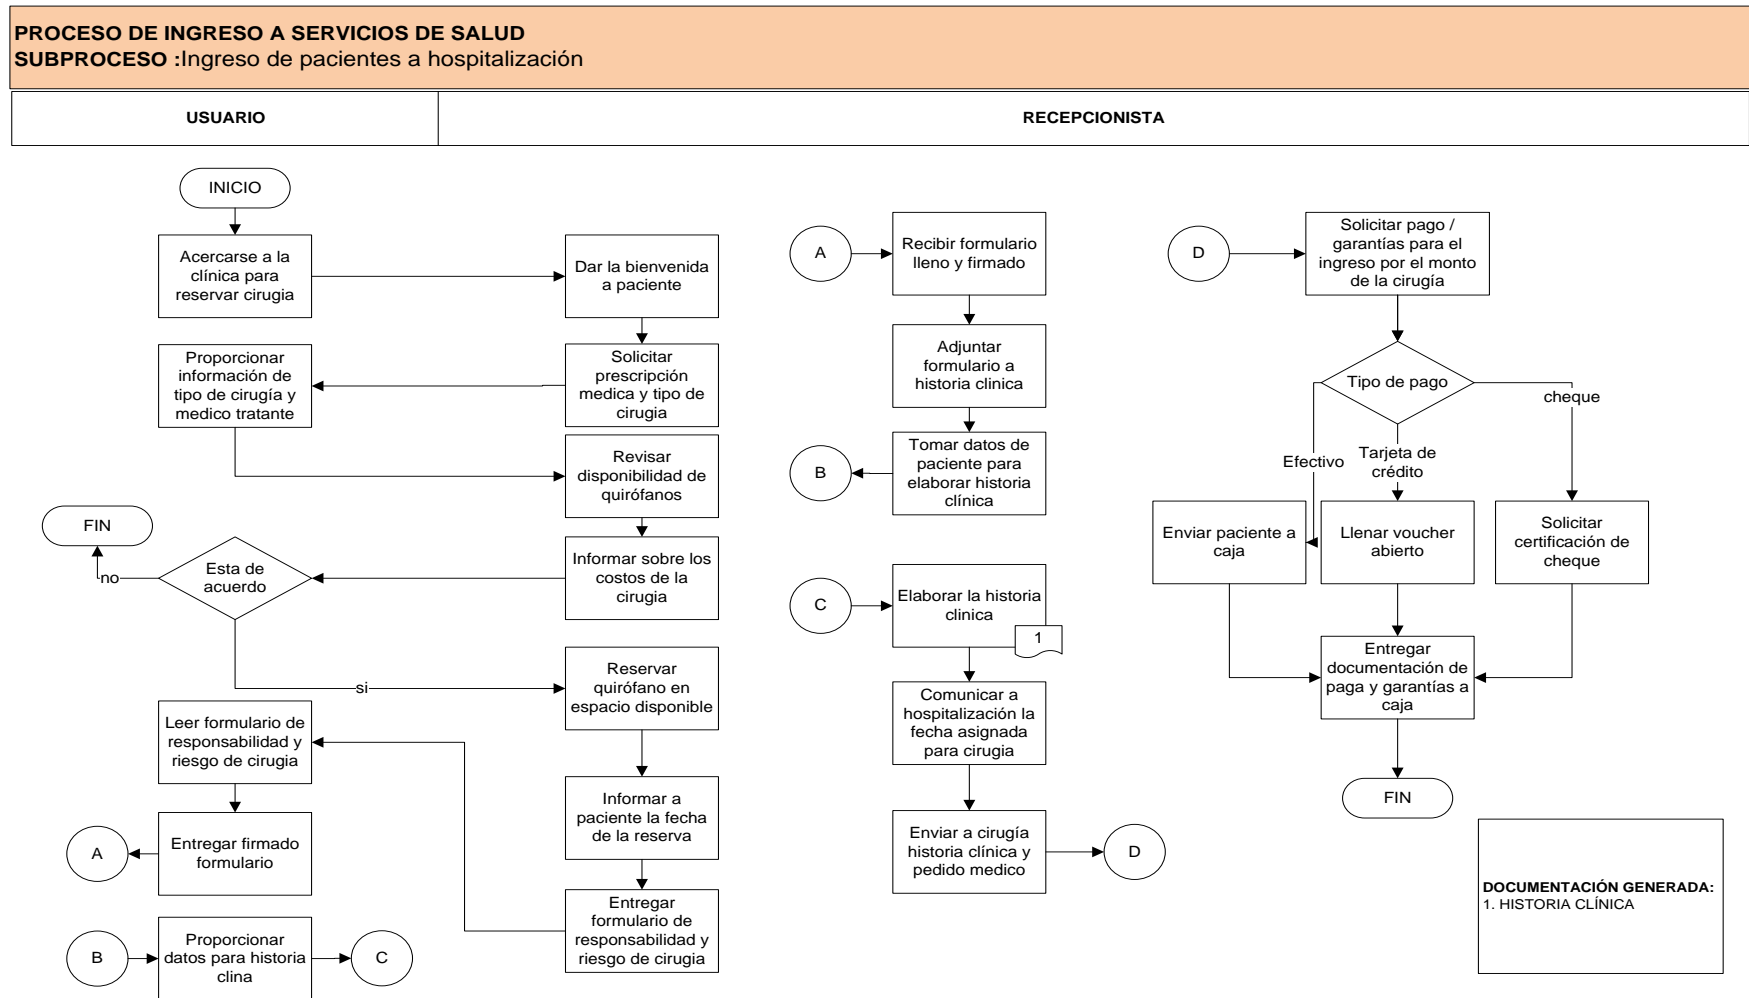 PROCESO DE INGRESO A SERVICIOS DE SALUD
SUBPROCESO :Ingreso de pacientes a hospitalización
USUARIO
RECEPCIONISTA
INICIO
Acercarse a la
clínica para
reservar cirugia
Dar la bienvenida
a paciente
Solicitar
prescripción
medica y tipo de
cirugia
Proporcionar
información de
tipo de cirugía y
medico tratante
Revisar
disponibilidad de
quirófanos
Informar sobre los
costos de la
cirugia
Esta de
acuerdo
no
FIN
si
Reservar
quirófano en
espacio disponible
Informar a
paciente la fecha
de la reserva
Entregar
formulario de
responsabilidad y
riesgo de cirugia
Leer formulario de
responsabilidad y
riesgo de cirugia
Entregar firmado
formulario
A
B
Proporcionar
datos para historia
clina
C
A
Recibir formulario
lleno y firmado
Adjuntar
formulario a
historia clinica
Tomar datos de
paciente para
elaborar historia
clínica
B
C
Elaborar la historia
clinica
1
Comunicar a
hospitalización la
fecha asignada
para cirugia
Enviar a cirugía
historia clínica y
pedido medico
D
D
Solicitar pago /
garantías para el
ingreso por el monto
de la cirugía
Tipo de pago
Efectivo
Tarjeta de
crédito
cheque
Enviar paciente a
caja
Llenar voucher
abierto
Solicitar
certificación de
cheque
Entregar
documentación de
paga y garantías a
caja
FIN
DOCUMENTACIÓN GENERADA:
1. HISTORIA CLÍNICA